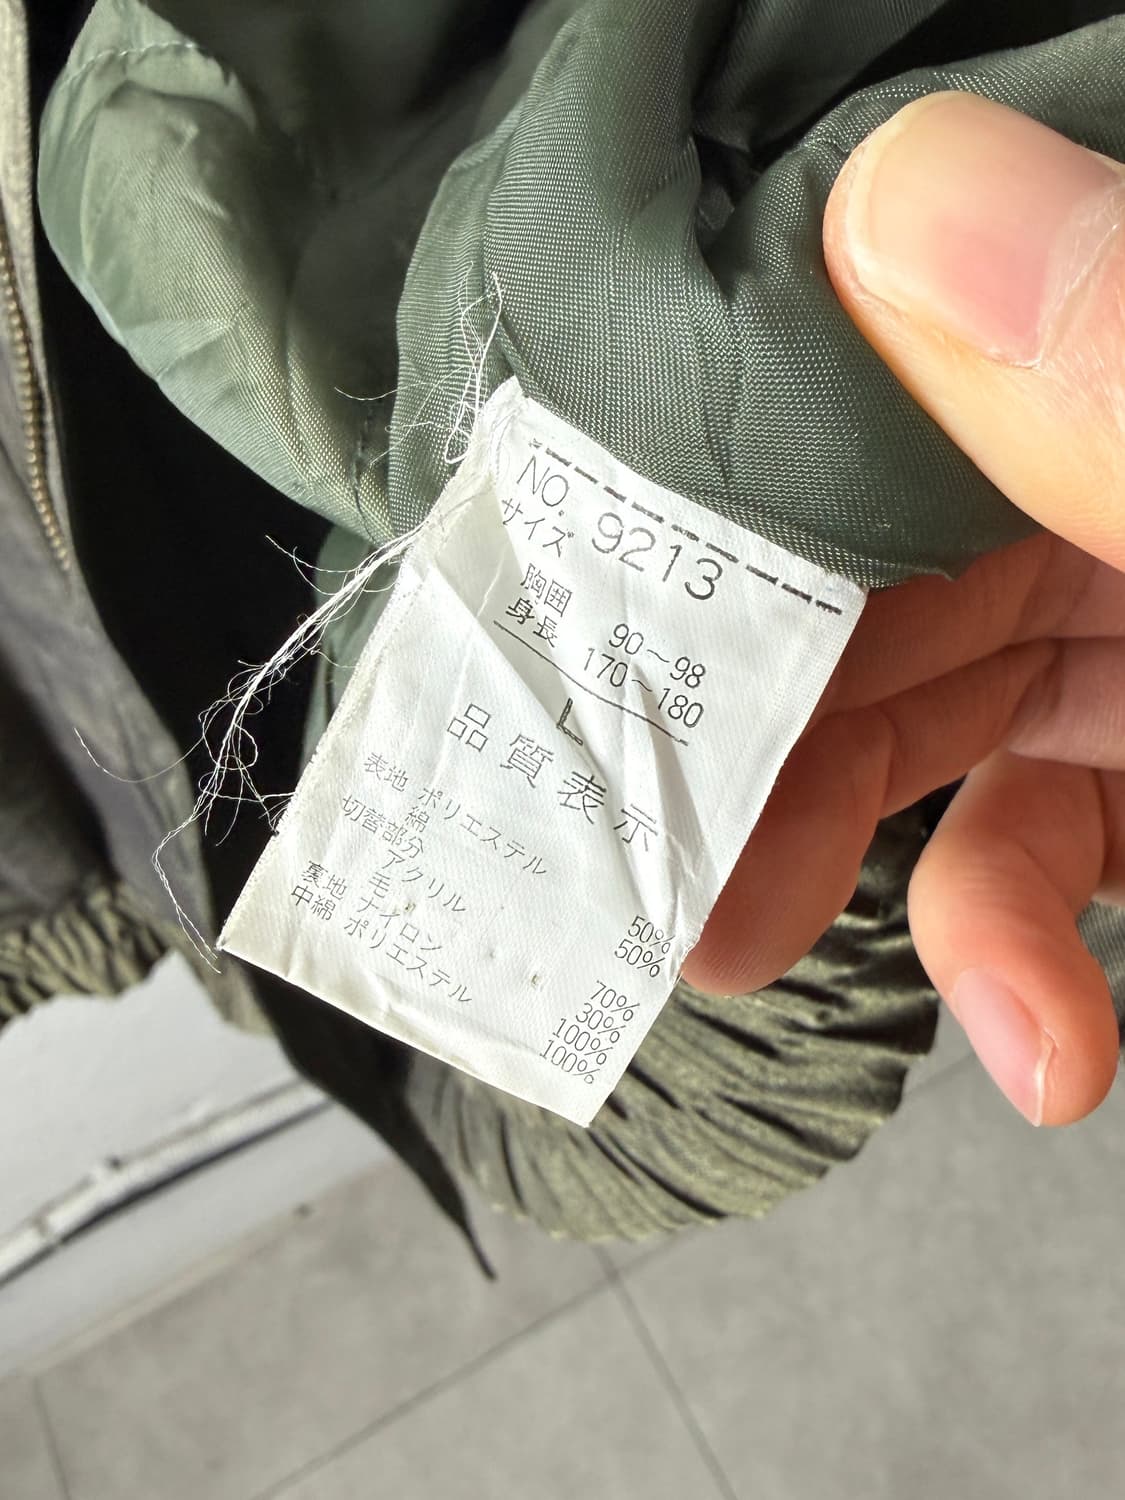 NO. 9213
サイズ
胸囲 90～98
身長 170～180
L
品質表示
表地 ポリエステル 50%
綿 50%
切替部分
アクリル 70%
毛 30%
裏地 ナイロン 100%
中綿 ポリエステル 100%